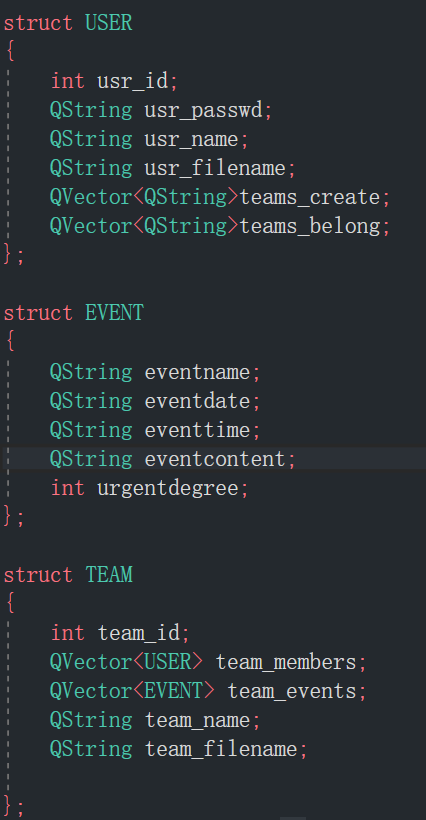 struct USER
{
int usr_id;
QString usr_passwd;
QString usr_name;
QString usr_filename;
QVector<QString>teams_create;
QVector<QString>teams_belong;
};
struct EVENT
{
QString eventname;
QString eventdate;
QString eventtime;
QString eventcontent;
int urgentdegree;
};
struct TEAM
{
int team_id;
QVector<USER> team_members;
QVector<EVENT> team_events;
QString team_name;
QString team_filename;
};